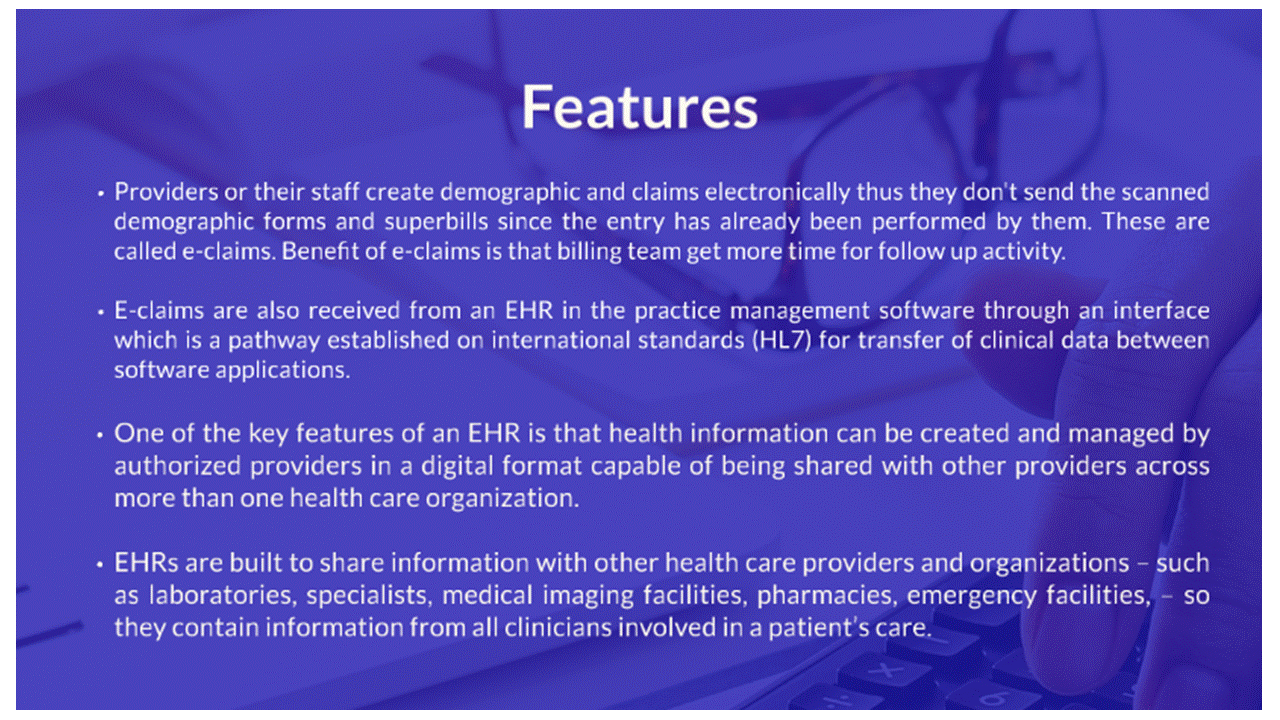 Features
• Providers or their staff create demographic and claims electronically thus they don't send the scanned
demographic forms and superbills since the entry has already been performed by them. These are
called e-claims. Benefit of e-claims is that billing team get more time for follow up activity.
• E-claims are also received from an EHR in the practice management software through an interface
which is a pathway established on international standards (HL7) for transfer of clinical data between
software applications.
• One of the key features of an EHR is that health information can be created and managed by
authorized providers in a digital format capable of being shared with other providers across
more than one health care organization.
• EHRs are built to share information with other health care providers and organizations – such
as laboratories, specialists, medical imaging facilities, pharmacies, emergency facilities, – so
they contain information from all clinicians involved in a patient’s care.
X
÷
6